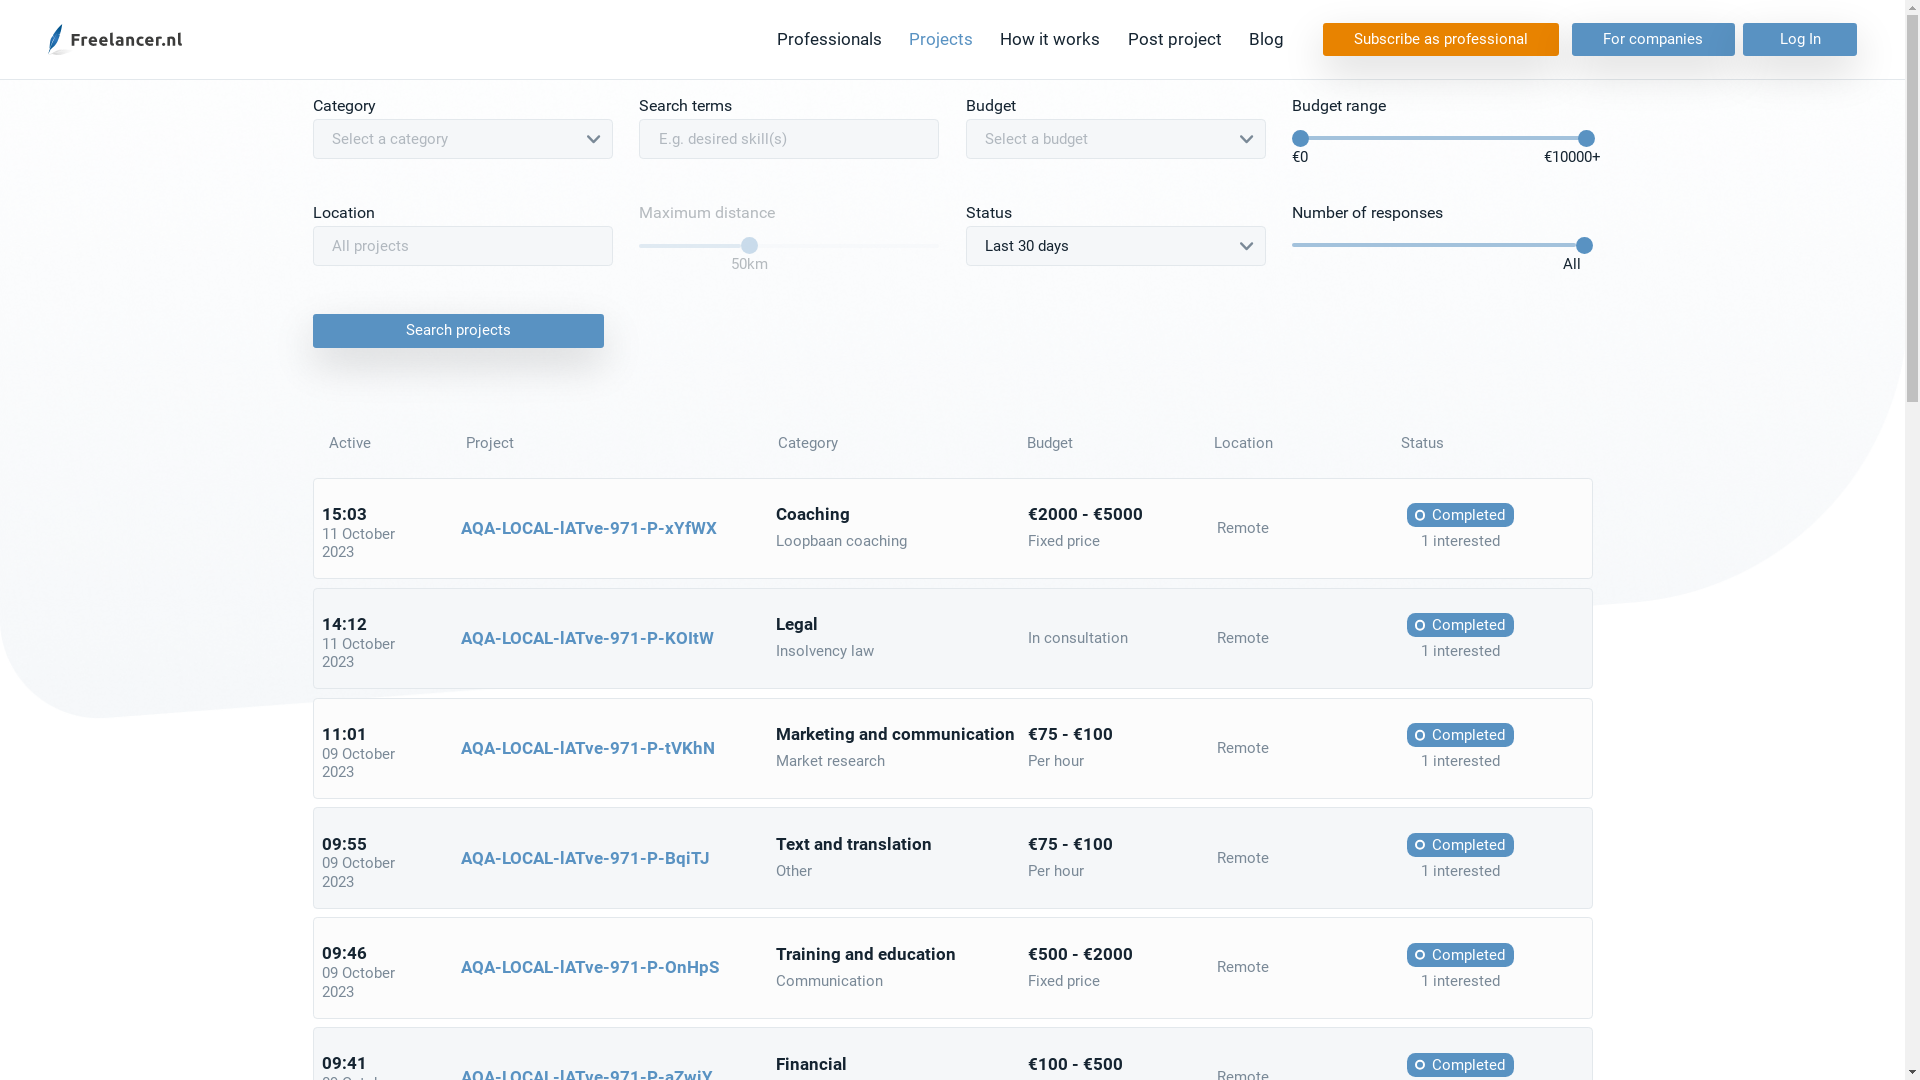 Freelancer.nl
Professionals Projects How it works Post project Blog Subscribe as professional For companies Log In
Category Search terms Budget Budget range
Select a category E.g. desired skill(s) Select a budget
€0 €10000+
Location Maximum distance Status Number of responses
All projects Last 30 days
50km All
Search projects
Active Project Category Budget Location Status
15:03 Coaching €2000 - €5000 Completed
11 October 2023 AQA-LOCAL-lATve-971-P-xYfWX Loopbaan coaching Fixed price Remote 1 interested
14:12 Legal Completed
11 October 2023 AQA-LOCAL-lATve-971-P-KOItW Insolvency law In consultation Remote 1 interested
11:01 Marketing and communication €75 - €100 Completed
09 October 2023 AQA-LOCAL-lATve-971-P-tVKhN Market research Per hour Remote 1 interested
09:55 Text and translation €75 - €100 Completed
09 October 2023 AQA-LOCAL-lATve-971-P-BqiTJ Other Per hour Remote 1 interested
09:46 Training and education €500 - €2000 Completed
09 October 2023 AQA-LOCAL-lATve-971-P-OnHpS Communication Fixed price Remote 1 interested
09:41 Financial €100 - €500 Completed
Remote